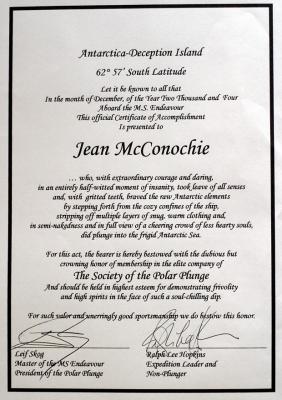 Antarctica-Deception Island
62° 57' South Latitude
Let it be known to all that
In the month of December, of the Year Two Thousand and Four
Aboard the M.S. Endeavour
This official Certificate of Accomplishment
Is presented to
Jean McConochie
… who, with extraordinary courage and daring,
in an entirely half-witted moment of insanity, took leave of all senses
and, with gritted teeth, braved the raw Antarctic elements
by stepping forth from the cozy confines of the ship,
stripping off multiple layers of snug, warm clothing and,
in semi-nakedness and in full view of a cheering crowd of less hearty souls,
did plunge into the frigid Antarctic Sea.
For this act, the bearer is hereby bestowed with the dubious but
crowning honor of membership in the elite company of
The Society of the Polar Plunge
And should be held in highest esteem for demonstrating frivolity
and high spirits in the face of such a soul-chilling dip.
For such valor and unerringly good sportsmanship we do bestow this honor.
Leif Skog
Master of the MS Endeavour
President of the Polar Plunge
Ralph Lee Hopkins
Expedition Leader and
Non-Plunger